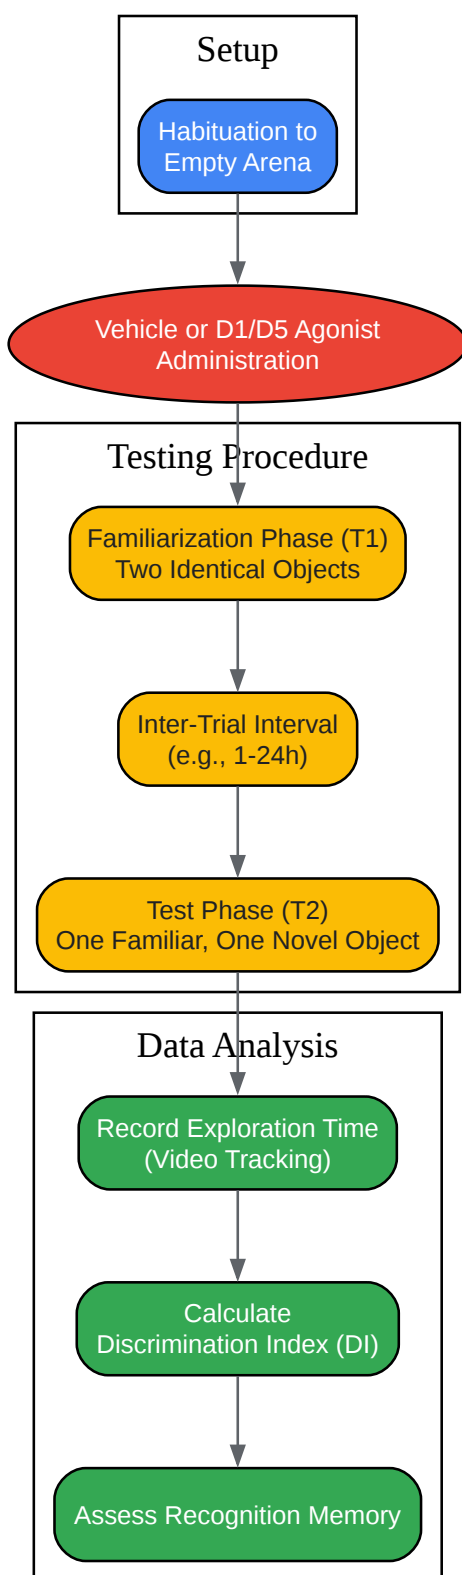 Setup
Habituation to
Empty Arena
Vehicle or D1/D5 Agonist
Administration
Testing Procedure
Familiarization Phase (T1)
Two Identical Objects
Inter-Trial Interval
(e.g., 1-24h)
Test Phase (T2)
One Familiar, One Novel Object
Data Analysis
Record Exploration Time
(Video Tracking)
Calculate
Discrimination Index (DI)
Assess Recognition Memory